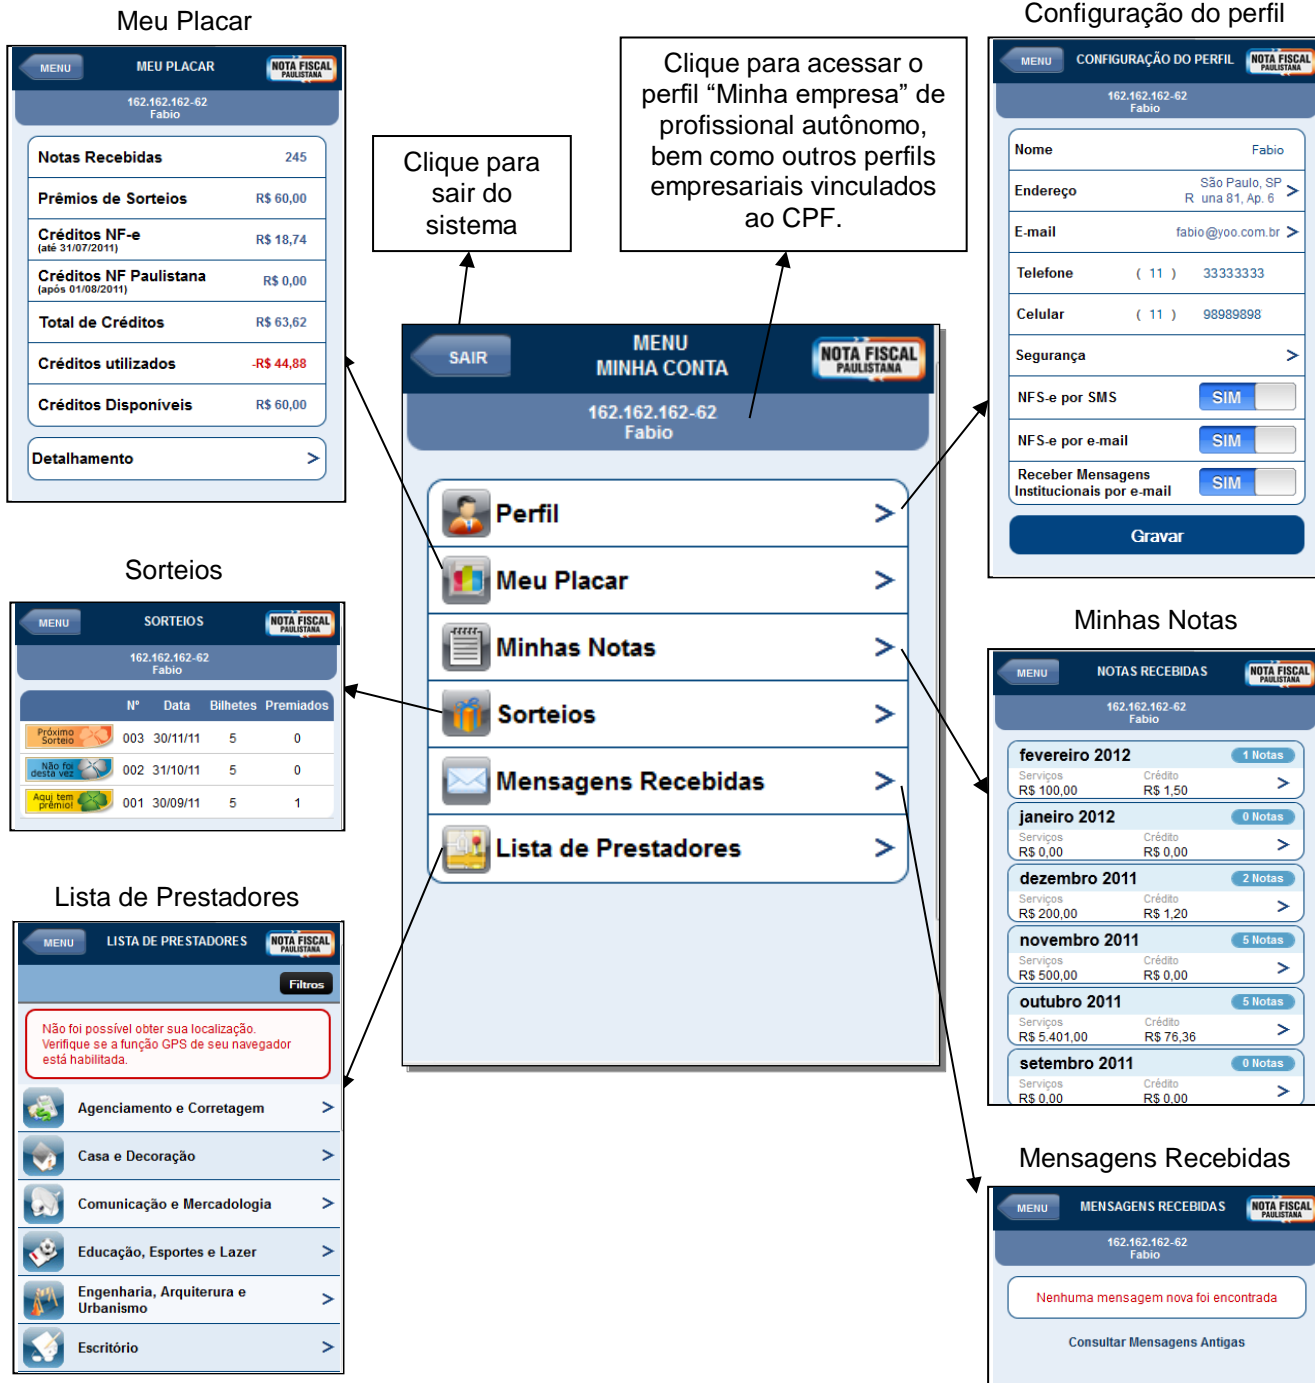 Meu Placar
MENU
MEU PLACAR
NOTA FISCAL
PAULISTANA
162.162.162-62
Fabio
Notas Recebidas 245
Prêmios de Sorteios R$ 60,00
Créditos NF-e R$ 18,74
(até 31/07/2011)
Créditos NF Paulistana R$ 0,00
(após 01/08/2011)
Total de Créditos R$ 63,62
Créditos utilizados -R$ 44,88
Créditos Disponíveis R$ 60,00
Detalhamento >
Clique para
sair do
sistema
Clique para acessar o
perfil “Minha empresa” de
profissional autônomo,
bem como outros perfils
empresariais vinculados
ao CPF.
Configuração do perfil
MENU
CONFIGURAÇÃO DO PERFIL
NOTA FISCAL
PAULISTANA
162.162.162-62
Fabio
Nome Fabio
Endereço São Paulo, SP >
R una 81, Ap. 6
E-mail fabio@yoo.com.br >
Telefone ( 11 ) 33333333
Celular ( 11 ) 98989898
Segurança >
NFS-e por SMS SIM
NFS-e por e-mail SIM
Receber Mensagens
Institucionais por e-mail SIM
Gravar
SAIR
MENU
MINHA CONTA
NOTA FISCAL
PAULISTANA
162.162.162-62
Fabio
Perfil >
Meu Placar >
Minhas Notas >
Sorteios >
Mensagens Recebidas >
Lista de Prestadores >
Sorteios
MENU
SORTEIOS
NOTA FISCAL
PAULISTANA
162.162.162-62
Fabio
N° Data Bilhetes Premiados
Próximo
Sorteio
003 30/11/11 5 0
Não foi
desta vez
002 31/10/11 5 0
Aqui tem
prêmio!
001 30/09/11 5 1
Minhas Notas
MENU
NOTAS RECEBIDAS
NOTA FISCAL
PAULISTANA
162.162.162-62
Fabio
fevereiro 2012 1 Notas
Serviços Crédito
R$ 100,00 R$ 1,50 >
janeiro 2012 0 Notas
Serviços Crédito
R$ 0,00 R$ 0,00 >
dezembro 2011 2 Notas
Serviços Crédito
R$ 200,00 R$ 1,20 >
novembro 2011 5 Notas
Serviços Crédito
R$ 500,00 R$ 0,00 >
outubro 2011 5 Notas
Serviços Crédito
R$ 5.401,00 R$ 76,36 >
setembro 2011 0 Notas
Serviços Crédito
R$ 0,00 R$ 0,00 >
Lista de Prestadores
MENU
LISTA DE PRESTADORES
NOTA FISCAL
PAULISTANA
Filtros
Não foi possível obter sua localização.
Verifique se a função GPS de seu navegador
está habilitada.
Agenciamento e Corretagem >
Casa e Decoração >
Comunicação e Mercadologia >
Educação, Esportes e Lazer >
Engenharia, Arquiterura e
Urbanismo >
Escritório >
Mensagens Recebidas
MENU
MENSAGENS RECEBIDAS
NOTA FISCAL
PAULISTANA
162.162.162-62
Fabio
Nenhuma mensagem nova foi encontrada
Consultar Mensagens Antigas